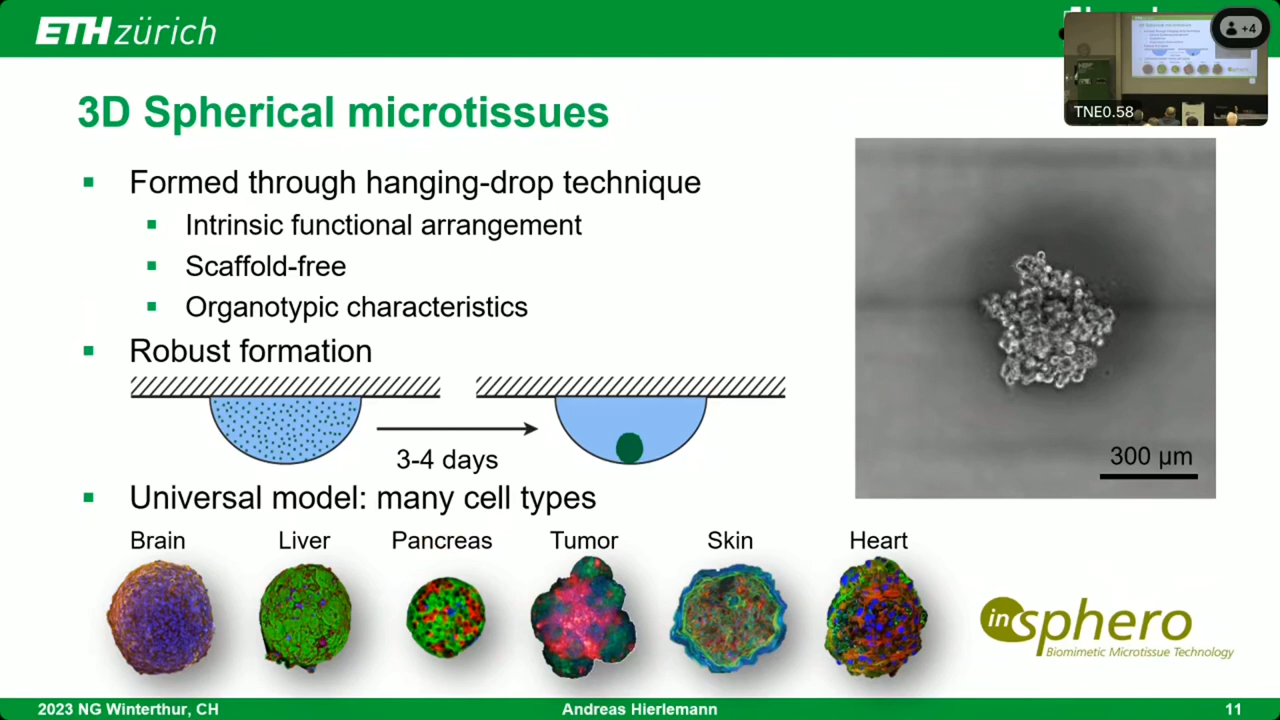 ETH zürich
+4
TNE0.58
3D Spherical microtissues
Formed through hanging-drop technique
Intrinsic functional arrangement
Scaffold-free
Organotypic characteristics
Robust formation
3-4 days
300 µm
Universal model: many cell types
Brain Liver Pancreas Tumor Skin Heart
insphero
Biomimetic Microtissue Technology
2023 NG Winterthur, CH Andreas Hierlemann 11